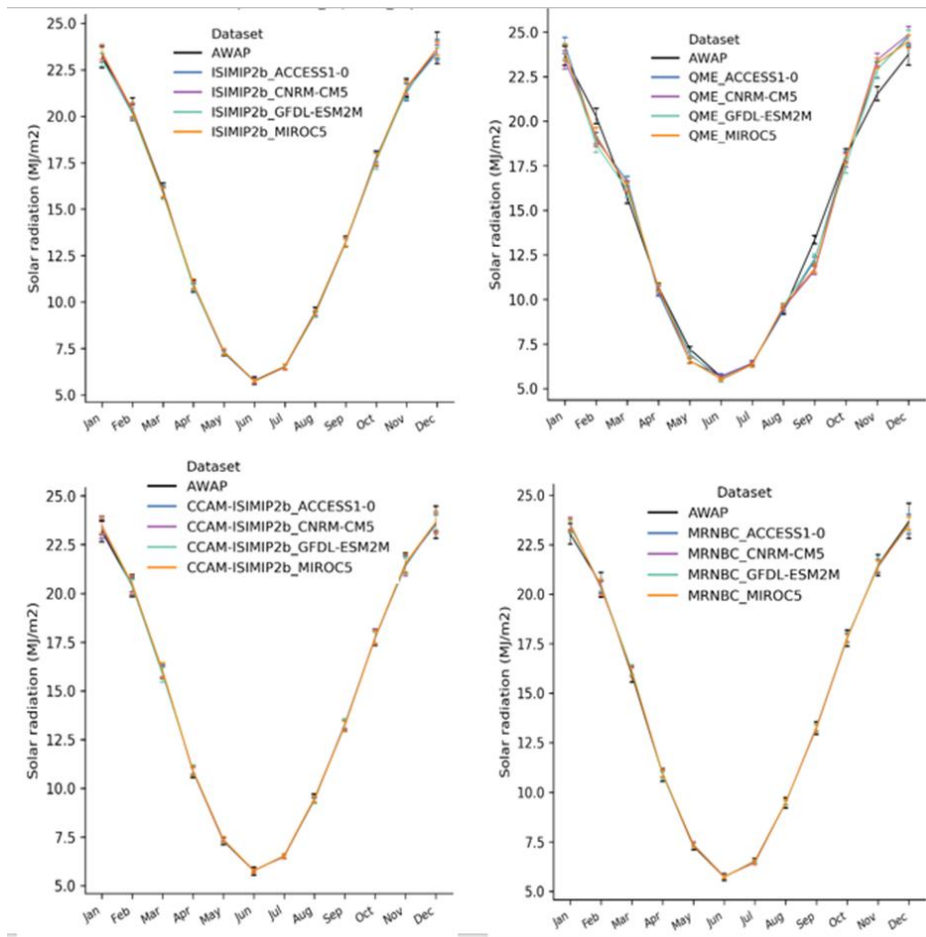 Dataset
AWAP
ISIMIP2b_ACCESS1-0
ISIMIP2b_CNRM-CM5
ISIMIP2b_GFDL-ESM2M
ISIMIP2b_MIROC5
Solar radiation (MJ/m2)
25.0
22.5
20.0
17.5
15.0
12.5
10.0
7.5
5.0
Jan Feb Mar Apr May Jun Jul Aug Sep Oct Nov Dec
Dataset
AWAP
QME_ACCESS1-0
QME_CNRM-CM5
QME_GFDL-ESM2M
QME_MIROC5
Solar radiation (MJ/m2)
25.0
22.5
20.0
17.5
15.0
12.5
10.0
7.5
5.0
Jan Feb Mar Apr May Jun Jul Aug Sep Oct Nov Dec
Dataset
AWAP
CCAM-ISIMIP2b_ACCESS1-0
CCAM-ISIMIP2b_CNRM-CM5
CCAM-ISIMIP2b_GFDL-ESM2M
CCAM-ISIMIP2b_MIROC5
Solar radiation (MJ/m2)
25.0
22.5
20.0
17.5
15.0
12.5
10.0
7.5
5.0
Jan Feb Mar Apr May Jun Jul Aug Sep Oct Nov Dec
Dataset
AWAP
MRNBC_ACCESS1-0
MRNBC_CNRM-CM5
MRNBC_GFDL-ESM2M
MRNBC_MIROC5
Solar radiation (MJ/m2)
25.0
22.5
20.0
17.5
15.0
12.5
10.0
7.5
5.0
Jan Feb Mar Apr May Jun Jul Aug Sep Oct Nov Dec